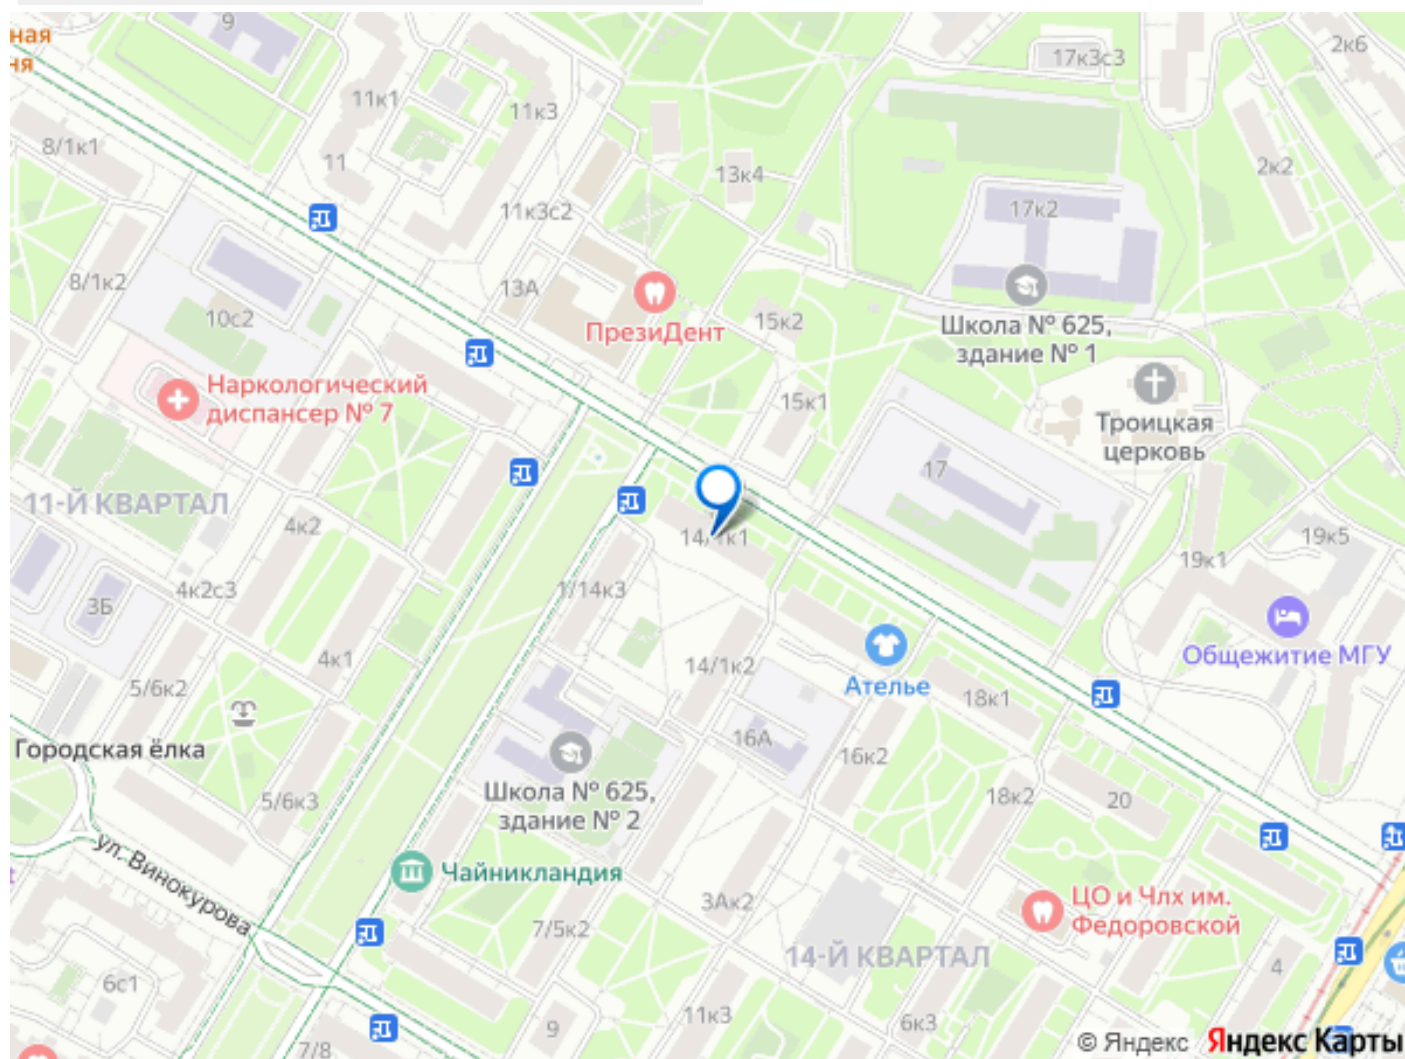 ная
ня
9
17к3с3
2к6
11к1
11к3
8/1к1
11
13к4
2к2
11к3с2
17к2
8/1к2
13А
10с2
15к2
ПрезиДент
Школа № 625,
здание № 1
Наркологический
диспансер № 7
15к1
Троицкая
церковь
17
11-Й КВАРТАЛ
4к2
14/1к1
19к5
19к1
4к2с3
1/14к3
3Б
Общежитие МГУ
4к1
14/1к2
5/6к2
Ателье
18к1
Городская ёлка
16А
16к2
Школа № 625,
здание № 2
5/6к3
18к2
20
ул. Винокурова
Чайникландия
3Ак2
ЦО и Члх им.
Федоровской
7/5к2
14-Й КВАРТАЛ
4
6с1
11к3
6к3
9
7/8
© Яндекс Яндекс Карты